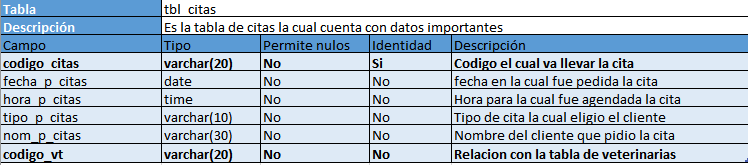 Tabla tbl_citas
Descripción Es la tabla de citas la cual cuenta con datos importantes
Campo Tipo Permite nulos Identidad Descripción
codigo_citas varchar(20) No Si Codigo el cual va llevar la cita
fecha_p_citas date No No fecha en la cual fue pedida la cita
hora_p_citas time No No Hora para la cual fue agendada la cita
tipo_p_citas varchar(10) No No Tipo de cita la cual eligio el cliente
nom_p_citas varchar(30) No No Nombre del cliente que pidio la cita
codigo_vt varchar(20) No No Relacion con la tabla de veterinarias